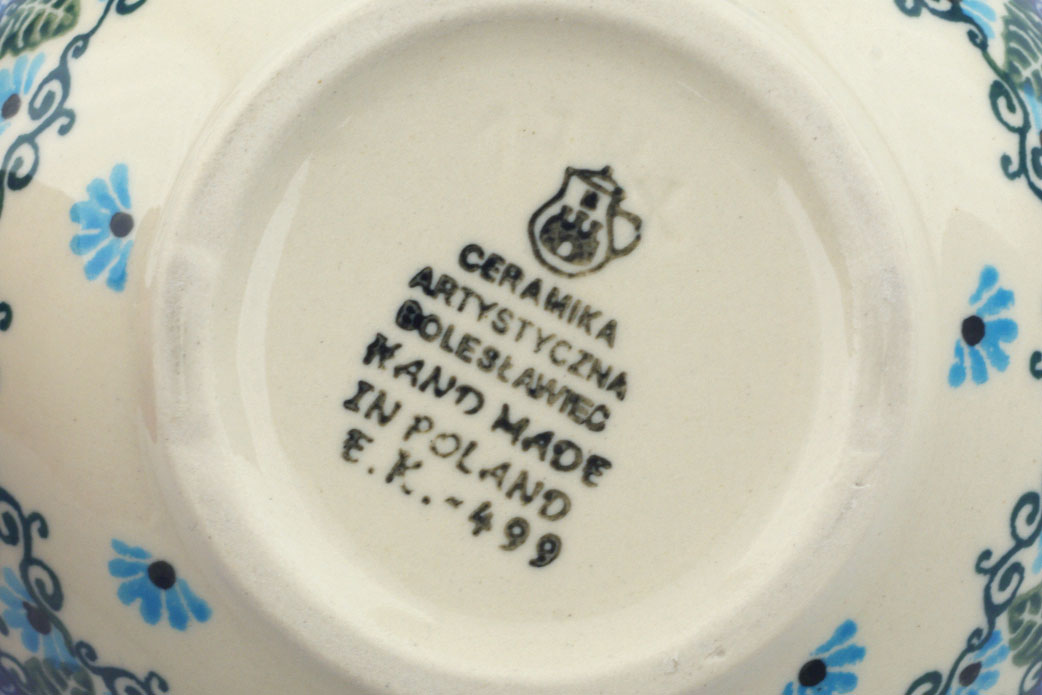 CERAMIKA
ARTYSTYCZNA
BOLESŁAWIEC
HAND MADE
IN POLAND
E.K.-499